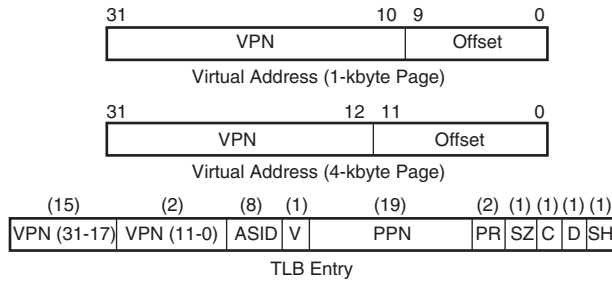 31 10 9 0
VPN Offset
Virtual Address (1-kbyte Page)
31 12 11 0
VPN Offset
Virtual Address (4-kbyte Page)
(15) (2) (8) (1) (19) (2) (1) (1) (1) (1)
VPN (31-17) VPN (11-0) ASID V PPN PR SZ C D SH
TLB Entry